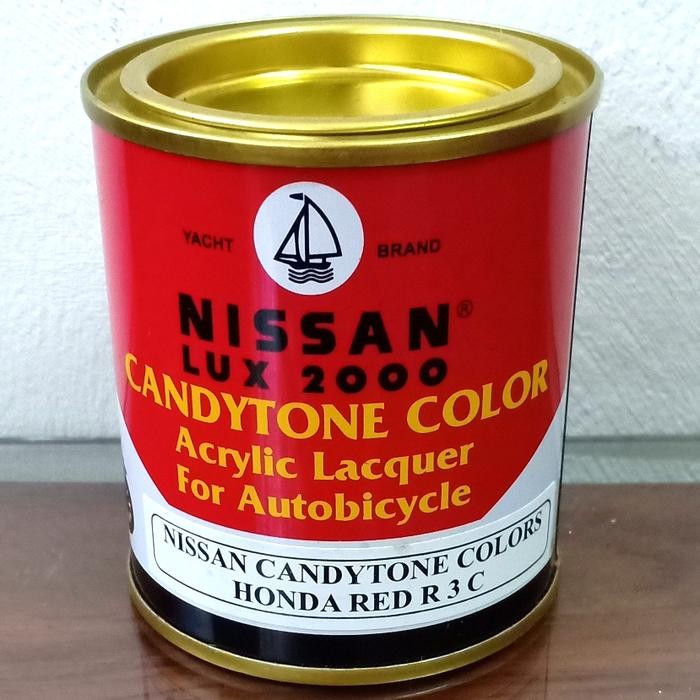 YACHT BRAND
NISSAN®
LUX 2000
CANDYTONE COLOR
Acrylic Lacquer
For Autobicycle
NISSAN CANDYTONE COLORS
HONDA RED R 3 C